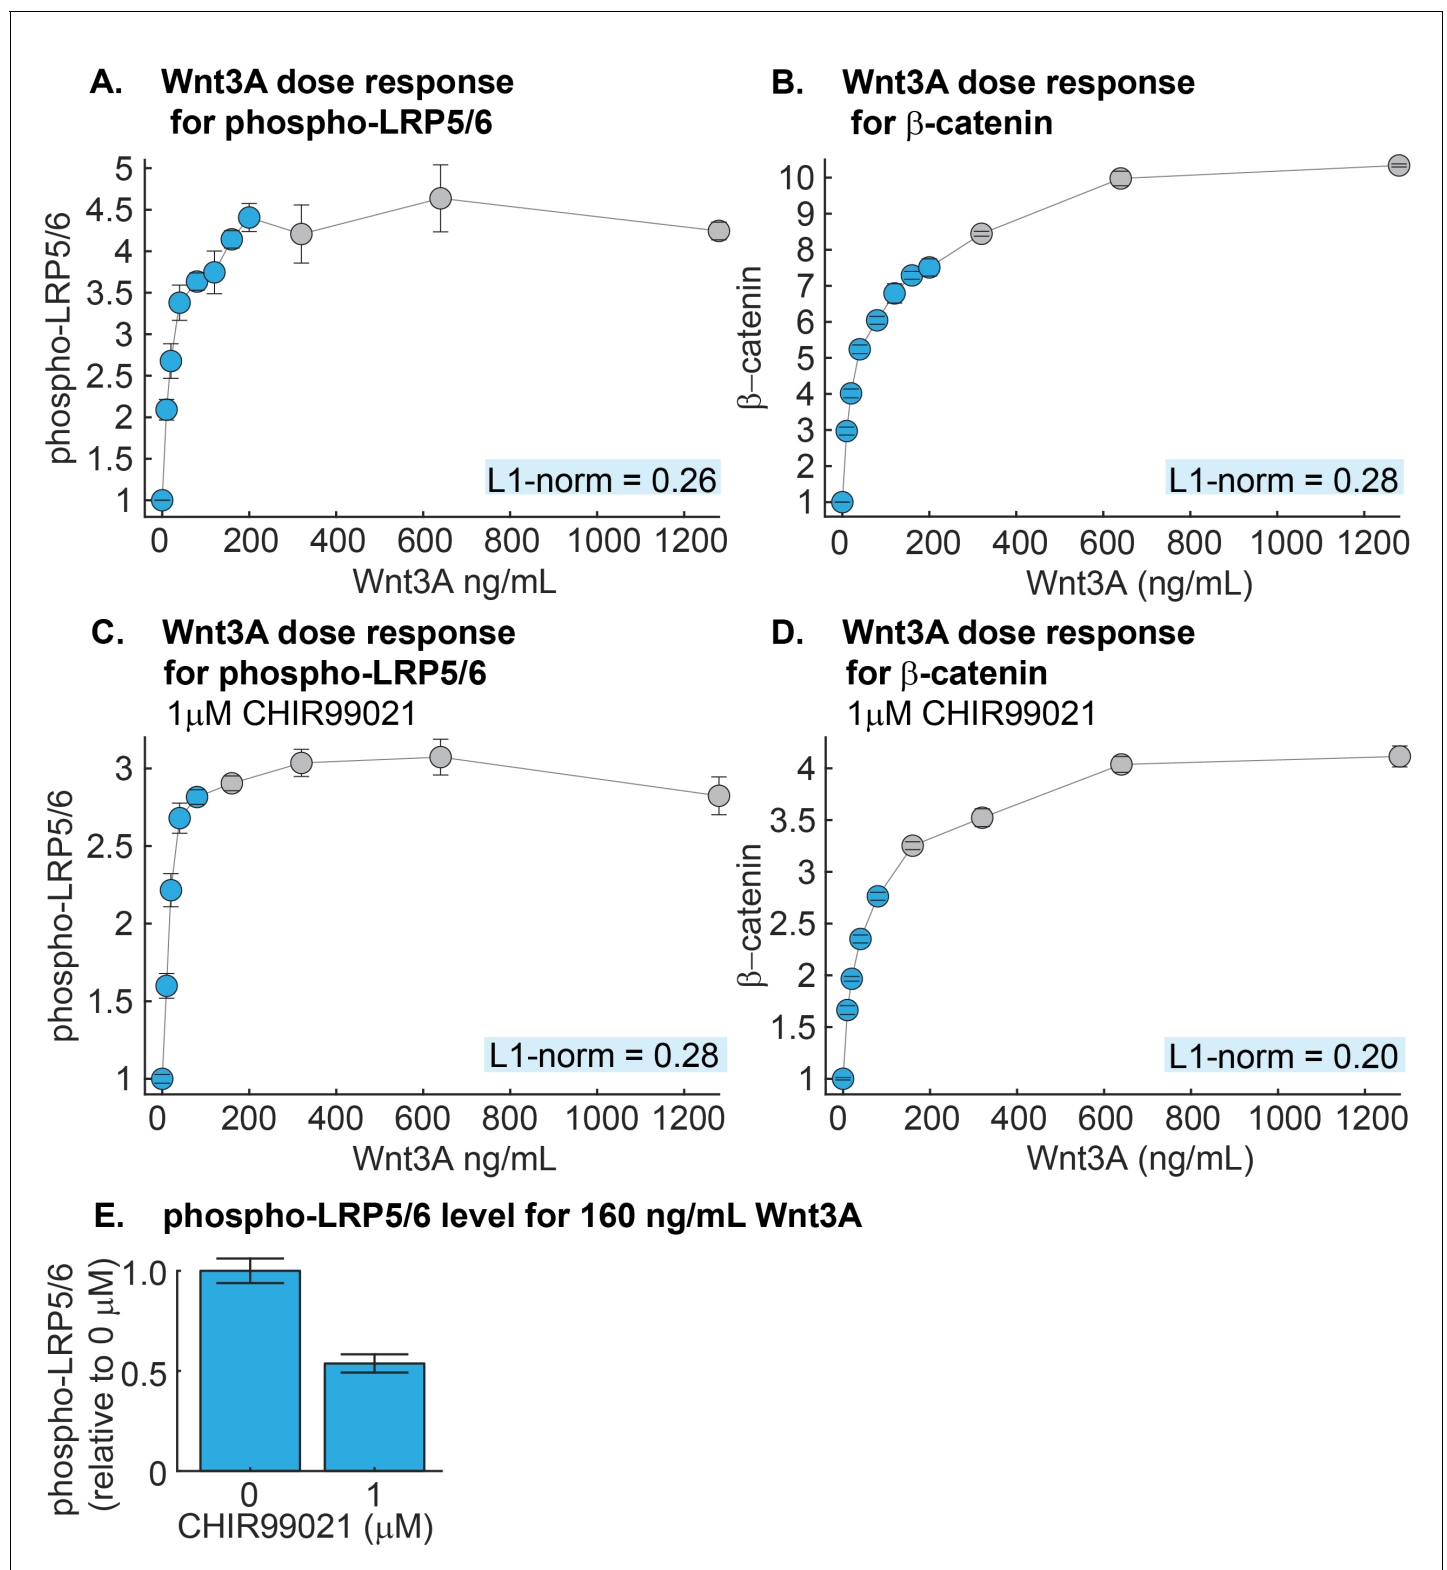 A. Wnt3A dose response
for phospho-LRP5/6
phospho-LRP5/6
5
4.5
4
3.5
3
2.5
2
1.5
1
L1-norm = 0.26
0 200 400 600 800 1000 1200
Wnt3A ng/mL
B. Wnt3A dose response
for β-catenin
β–catenin
10
9
8
7
6
5
4
3
2
1
L1-norm = 0.28
0 200 400 600 800 1000 1200
Wnt3A (ng/mL)
C. Wnt3A dose response
for phospho-LRP5/6
1μM CHIR99021
phospho-LRP5/6
3
2.5
2
1.5
1
L1-norm = 0.28
0 200 400 600 800 1000 1200
Wnt3A ng/mL
D. Wnt3A dose response
for β-catenin
1μM CHIR99021
β–catenin
4
3.5
3
2.5
2
1.5
1
L1-norm = 0.20
0 200 400 600 800 1000 1200
Wnt3A (ng/mL)
E. phospho-LRP5/6 level for 160 ng/mL Wnt3A
phospho-LRP5/6
(relative to 0 μM)
1.0
0.5
0
0 1
CHIR99021 (μM)